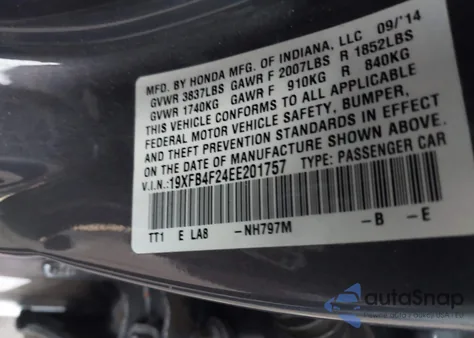 MFD. BY HONDA MFG. OF INDIANA, LLC 09/'14
GVWR 3837LBS GAWR F 2007LBS R 1852LBS
GVWR 1740KG GAWR F 910KG R 840KG
THIS VEHICLE CONFORMS TO ALL APPLICABLE
FEDERAL MOTOR VEHICLE SAFETY, BUMPER,
AND THEFT PREVENTION STANDARDS IN EFFECT
ON THE DATE OF MANUFACTURE SHOWN ABOVE.
V.I.N.:19XFB4F24EE201757 TYPE: PASSENGER CAR
TT1 E LA8 -NH797M -B -E
autoSnap